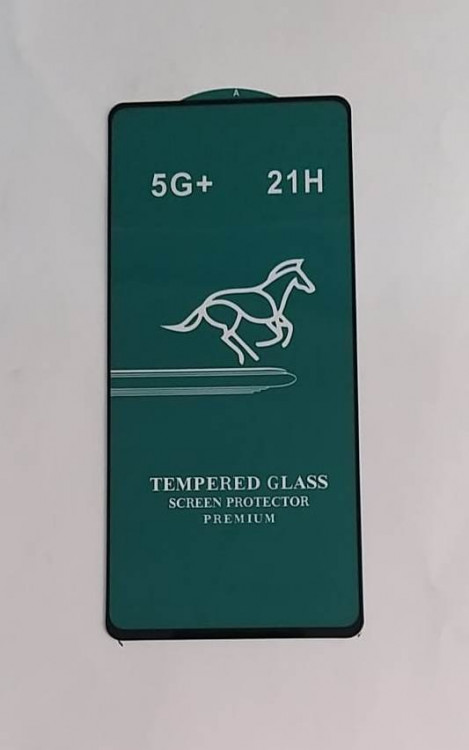 A
5G+ 21H
TEMPERED GLASS
SCREEN PROTECTOR
PREMIUM